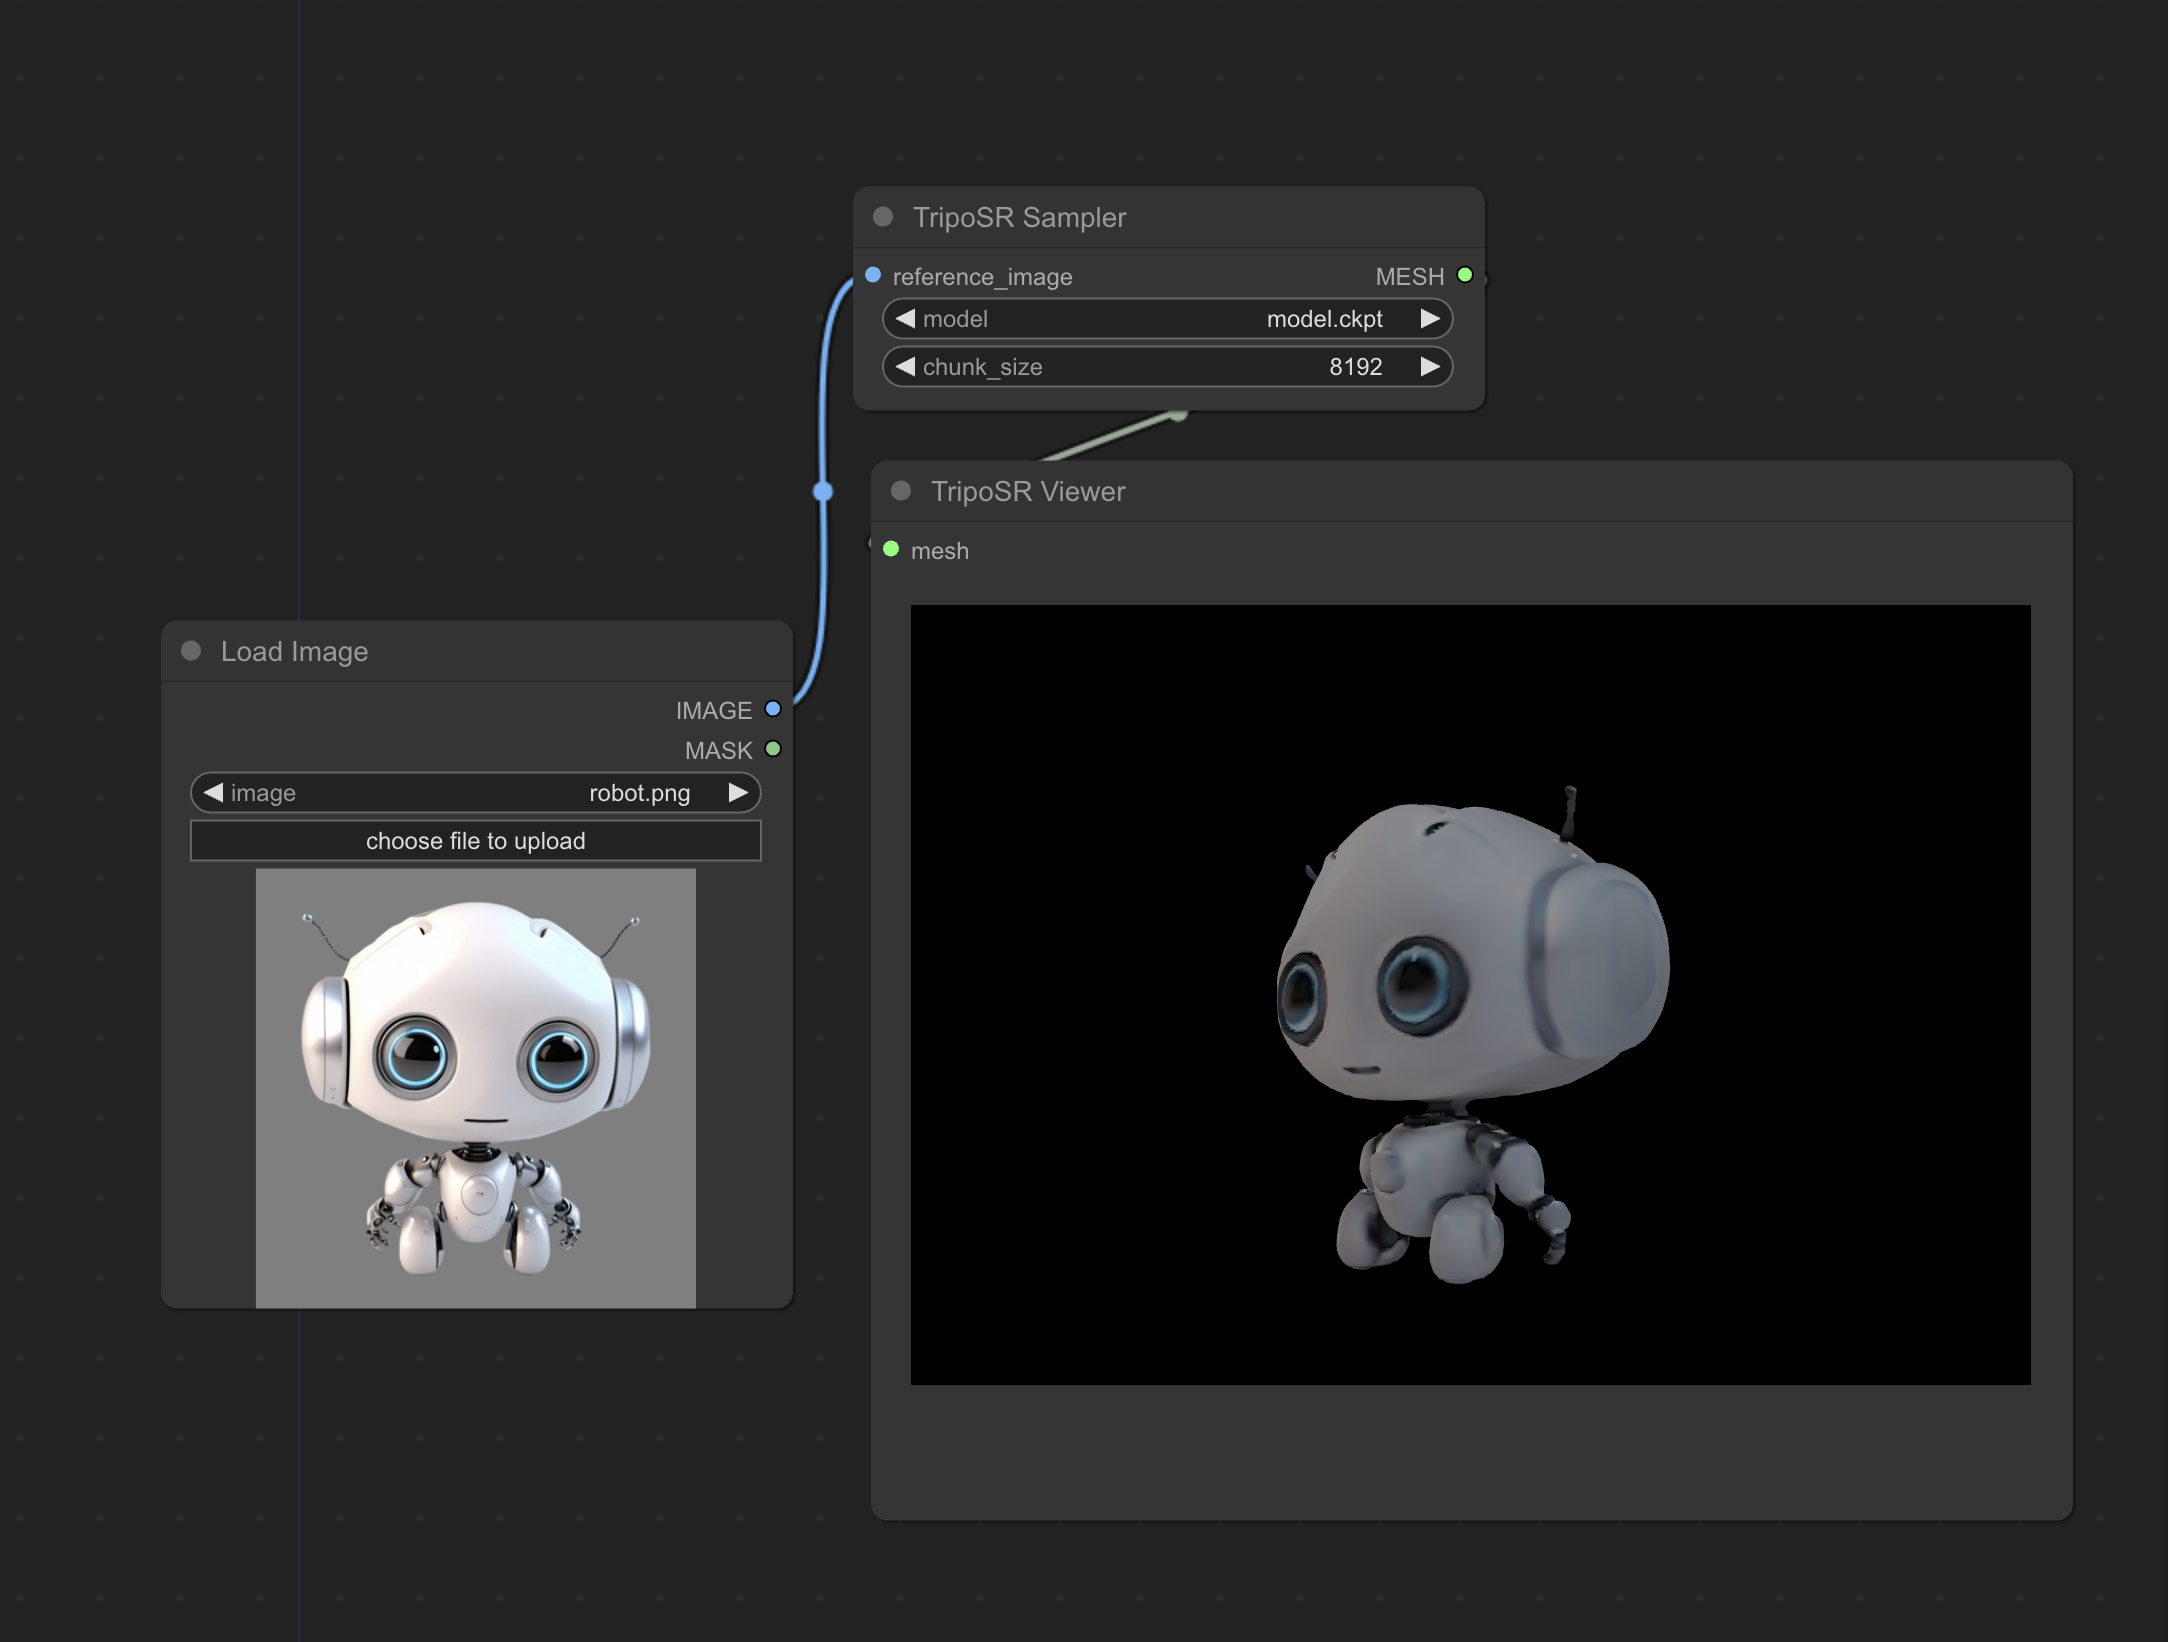 TripoSR Sampler
reference_image MESH
model model.ckpt
chunk_size 8192
TripoSR Viewer
mesh
Load Image
IMAGE
MASK
image robot.png
choose file to upload